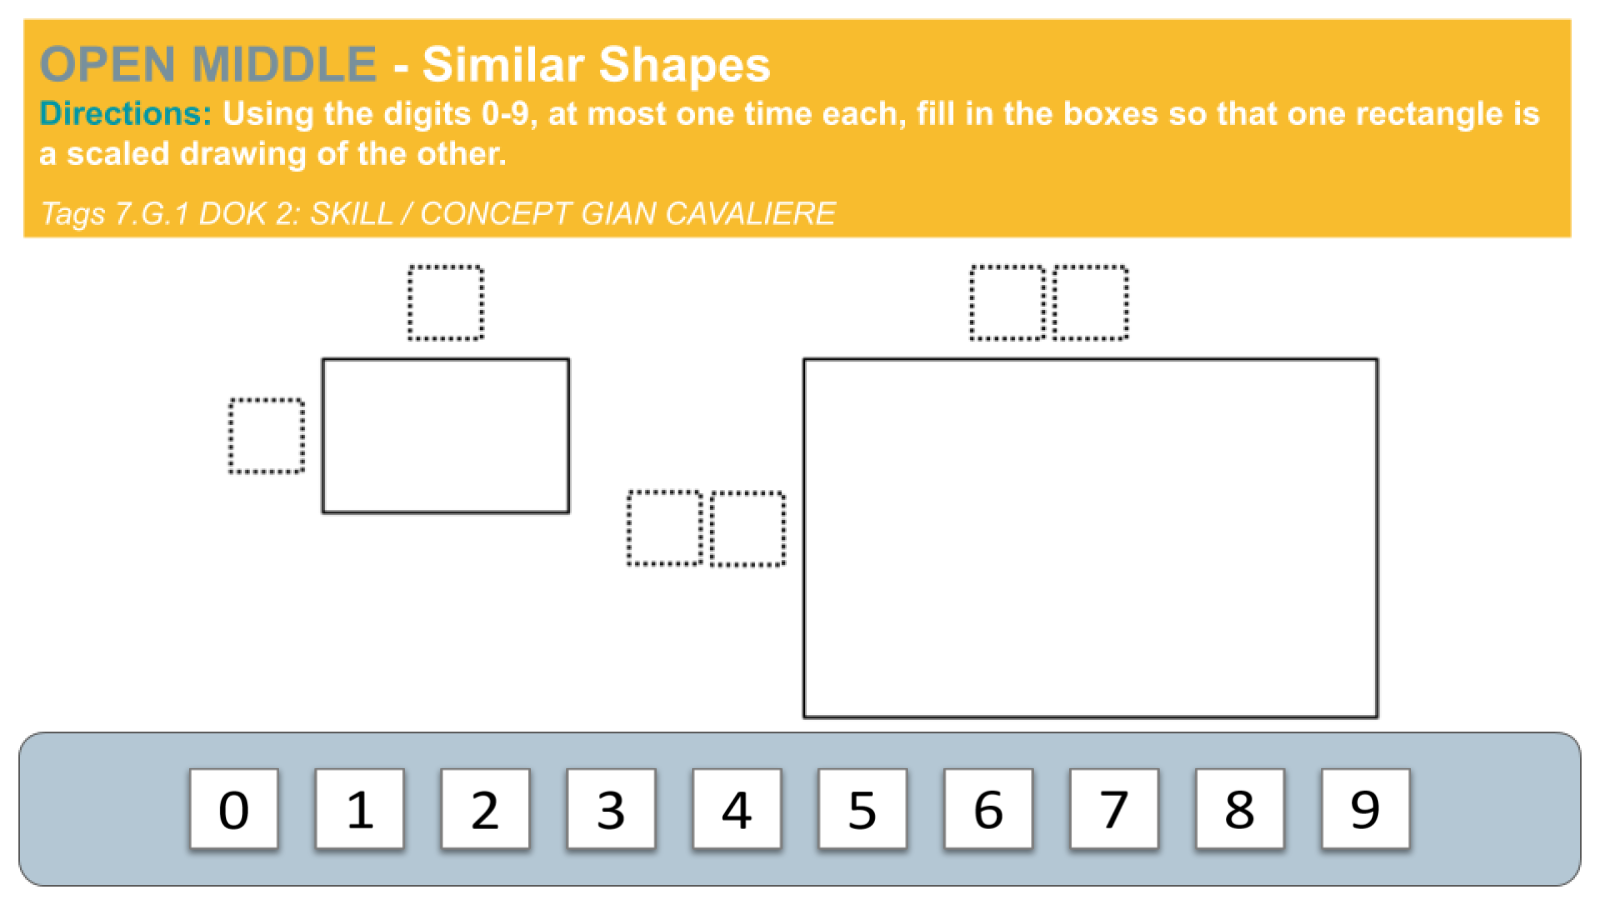 OPEN MIDDLE - Similar Shapes
Directions: Using the digits 0-9, at most one time each, fill in the boxes so that one rectangle is
a scaled drawing of the other.
Tags 7.G.1 DOK 2: SKILL / CONCEPT GIAN CAVALIERE
0 1 2 3 4 5 6 7 8 9